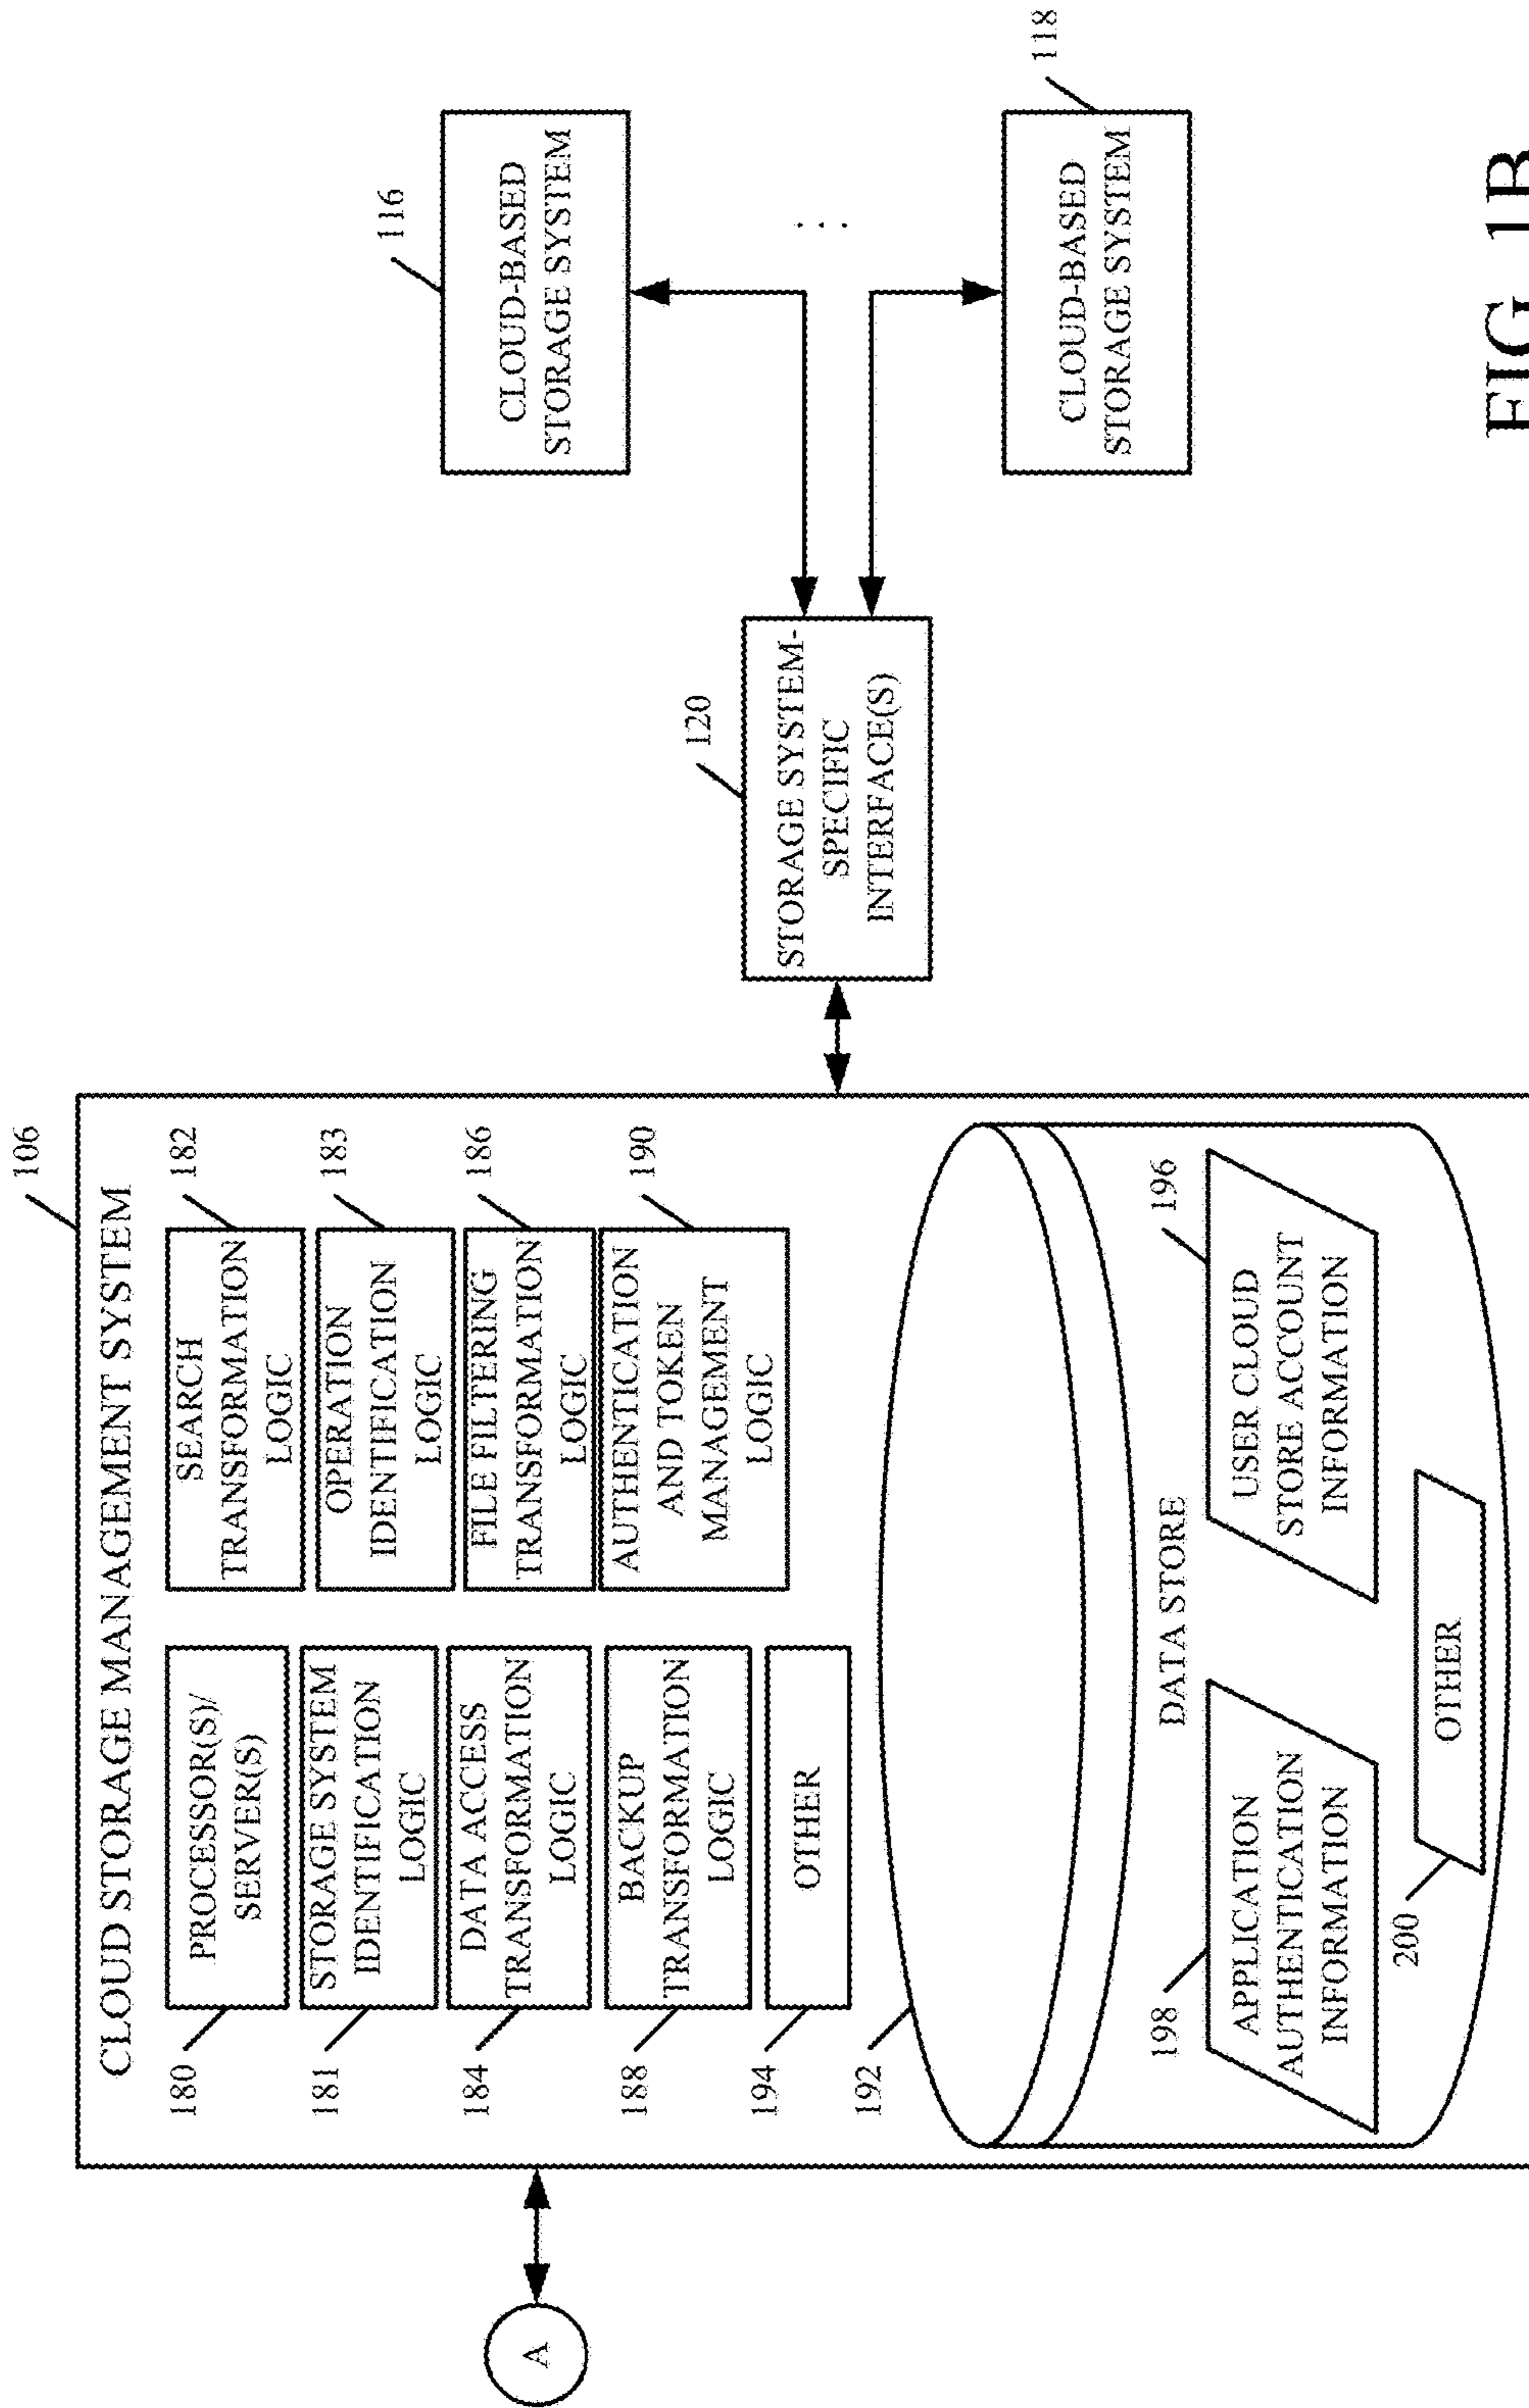 106
CLOUD STORAGE MANAGEMENT SYSTEM
180
PROCESSOR(S)/
SERVER(S)
181
STORAGE SYSTEM
IDENTIFICATION
LOGIC
184
DATA ACCESS
TRANSFORMATION
LOGIC
188
BACKUP
TRANSFORMATION
LOGIC
194
OTHER
SEARCH
TRANSFORMATION
LOGIC
182
OPERATION
IDENTIFICATION
LOGIC
183
FILE FILTERING
TRANSFORMATION
LOGIC
186
AUTHENTICATION
AND TOKEN
MANAGEMENT
LOGIC
190
192
DATA STORE
198
APPLICATION
AUTHENTICATION
INFORMATION
196
USER CLOUD
STORE ACCOUNT
INFORMATION
200
OTHER
A
120
STORAGE SYSTEM-
SPECIFIC
INTERFACE(S)
116
CLOUD-BASED
STORAGE SYSTEM
. . .
118
CLOUD-BASED
STORAGE SYSTEM
FIG. 1B